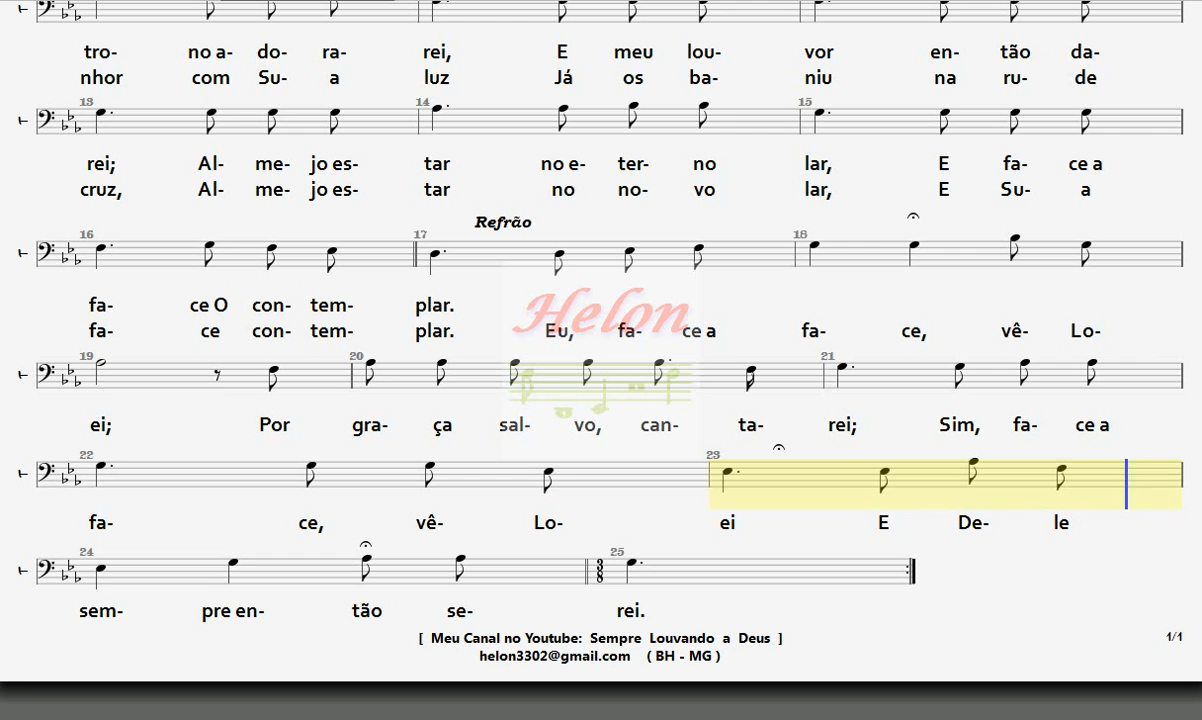 tro- no a- do- ra- rei, E meu lou- vor en- tão da-
nhor com Su- a luz Já os ba- niu na ru- de
13 14 15
rei; Al- me- jo es- tar no e- ter- no lar, E fa- ce a
cruz, Al- me- jo es- tar no no- vo lar, E Su- a
Refrão
16 17 18
fa- ce O con- tem- plar.
fa- ce con- tem- plar. Eu, fa- ce a fa- ce, vê- Lo-
Helon
19 20 21
ei; Por gra- ça sal- vo, can- ta- rei; Sim, fa- ce a
22 23
fa- ce, vê- Lo- ei E De- le
24 25
3
8
sem- pre en- tão se- rei.
[ Meu Canal no Youtube: Sempre Louvando a Deus ]
1/1
helon3302@gmail.com ( BH - MG )